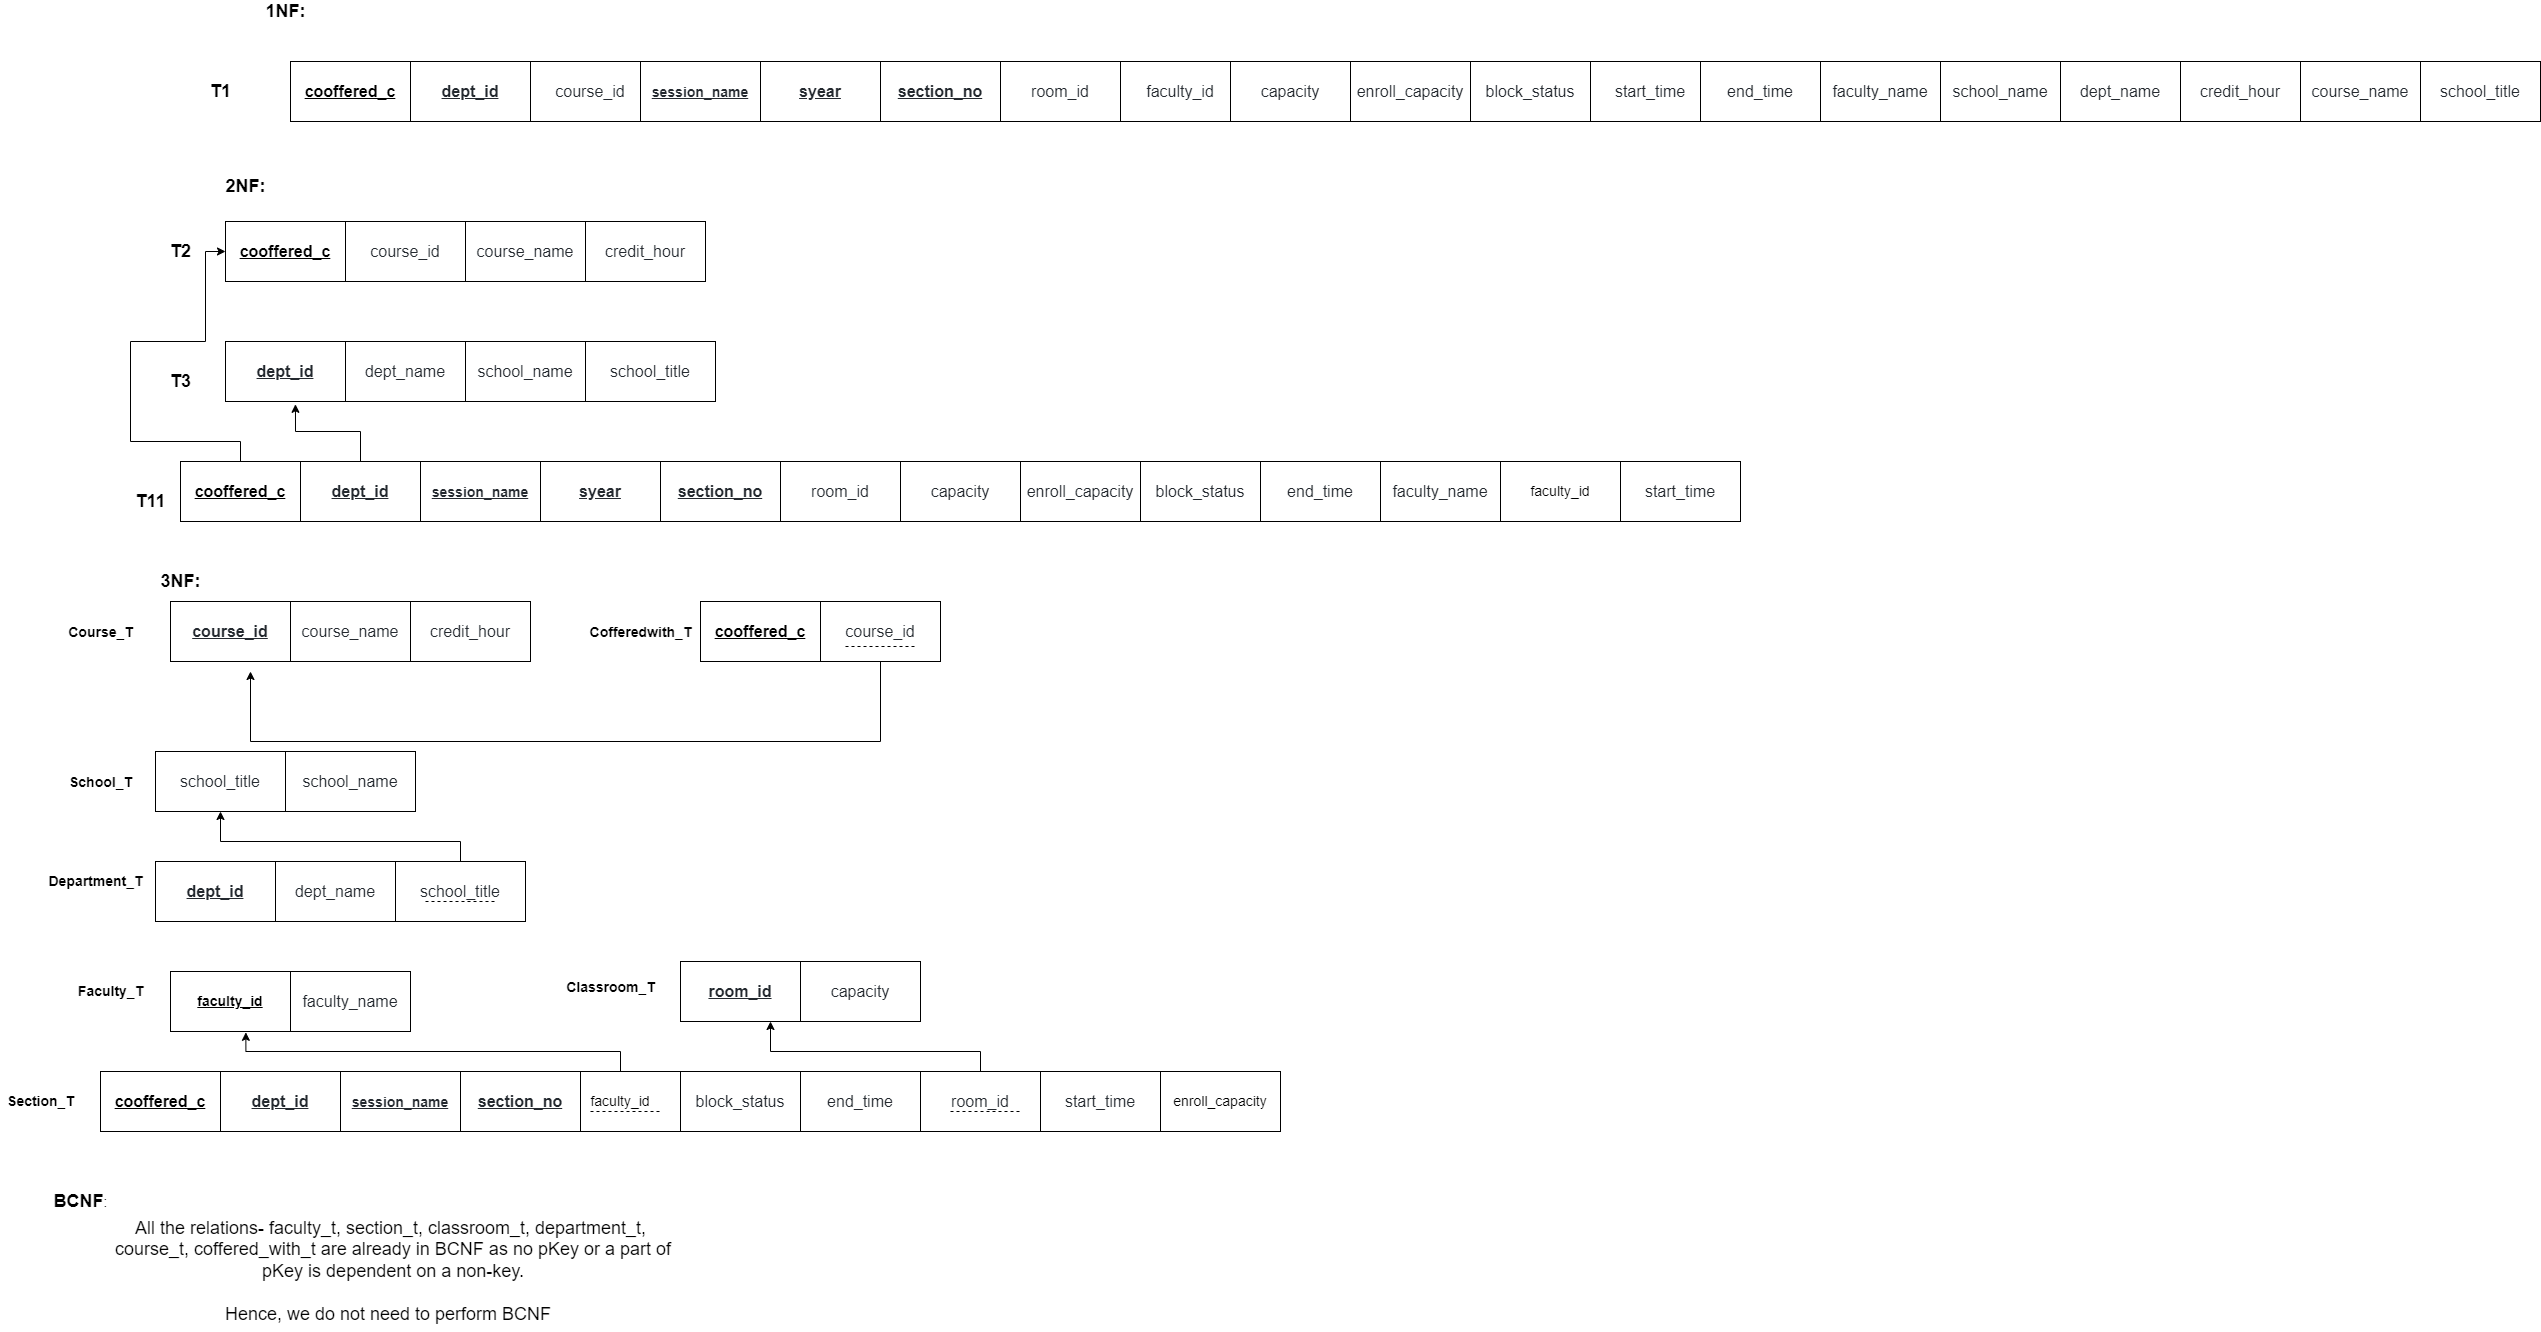 1NF:
T1 cooffered_c dept_id course_id session_name syear section_no room_id faculty_id capacity enroll_capacity block_status start_time end_time faculty_name school_name dept_name credit_hour course_name school_title
2NF:
T2 cooffered_c course_id course_name credit_hour
T3 dept_id dept_name school_name school_title
T11 cooffered_c dept_id session_name syear section_no room_id capacity enroll_capacity block_status end_time faculty_name faculty_id start_time
3NF:
Course_T course_id course_name credit_hour Cofferedwith_T cooffered_c course_id
School_T school_title school_name
Department_T dept_id dept_name school_title
Faculty_T faculty_id faculty_name Classroom_T room_id capacity
Section_T cooffered_c dept_id session_name section_no faculty_id block_status end_time room_id start_time enroll_capacity
BCNF:
All the relations- faculty_t, section_t, classroom_t, department_t,
course_t, coffered_with_t are already in BCNF as no pKey or a part of
pKey is dependent on a non-key.
Hence, we do not need to perform BCNF